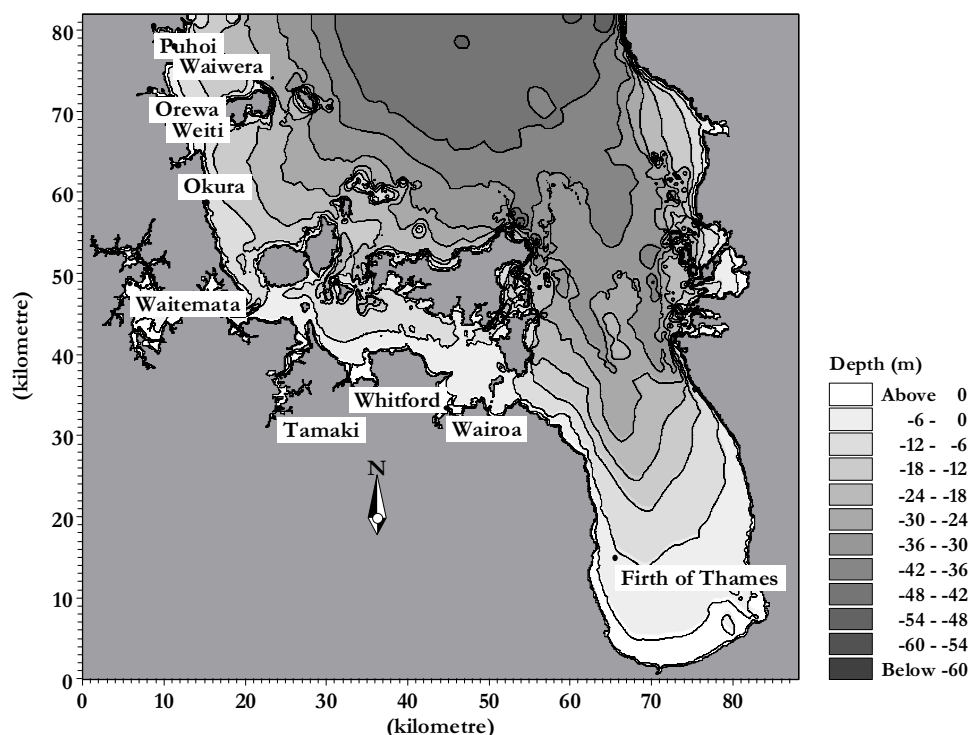 80
70
60
50
40
30
20
10
0
(kilometre)
0 10 20 30 40 50 60 70 80
(kilometre)
Puhoi
Waiwera
Orewa
Weiti
Okura
Waitemata
Whitford
Tamaki
Wairoa
N
Firth of Thames
Depth (m)
Above 0
-6 - 0
-12 - -6
-18 - -12
-24 - -18
-30 - -24
-36 - -30
-42 - -36
-48 - -42
-54 - -48
-60 - -54
Below -60